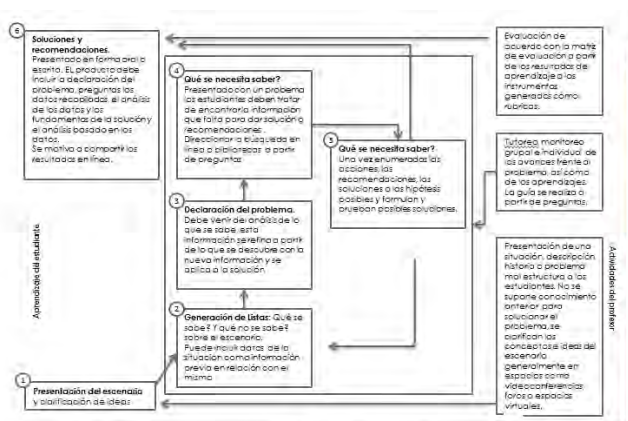 6
Soluciones y
recomendaciones.
Presentado en forma oral o
escrita. EL producto debe
incluir la declaración del
problema, preguntas los
datos recopilados, el análisis
de los datos y los
fundamentos de la solución y
el análisis basado en los
datos.
Se motiva a compartir los
resultados en línea.
4
Qué se necesita saber?
Presentado con un problema
los estudiantes deben tratar
de encontrar la información
que falta para dar solución o
recomendaciones.
Direccionar la búsqueda en
línea o bibliotecas a partir
de preguntas
5
Qué se necesita saber?
Una vez enumeradas las
acciones, las
recomendaciones, las
soluciones o las hipótesis
posibles y formulan y
prueban posibles soluciones.
3
Declaración del problema.
Debe venir del análisis de lo
que se sabe, esta
información se refina a partir
de lo que se descubre con la
nueva información y se
aplica a la solución
2
Generación de Listas: Qué se
sabe? Y qué no se sabe?
sobre el escenario.
Puede incluir datos de la
situación como información
previa en relación con el
mismo
1
Presentación del escenario
y clarificación de ideas
Aprendizaje del estudiante
Evaluación de
acuerdo con la matriz
de evaluación a partir
de los resultados de
aprendizaje a los
instrumentos
generados como
rubricas.
Tutoreo, monitoreo
grupal e individual de
los avances frente al
problema, así como
de los aprendizajes.
La guía se realiza a
partir de preguntas.
Presentación de una
situación, descripción
historia o problema
mal estructura a los
estudiantes. No se
supone conocimiento
anterior para
solucionar el
problema, se
clarifican los
conceptos e ideas del
escenario
generalmente en
espacios como
videoconferencias
foros o espacios
virtuales.
Actividades del profesor